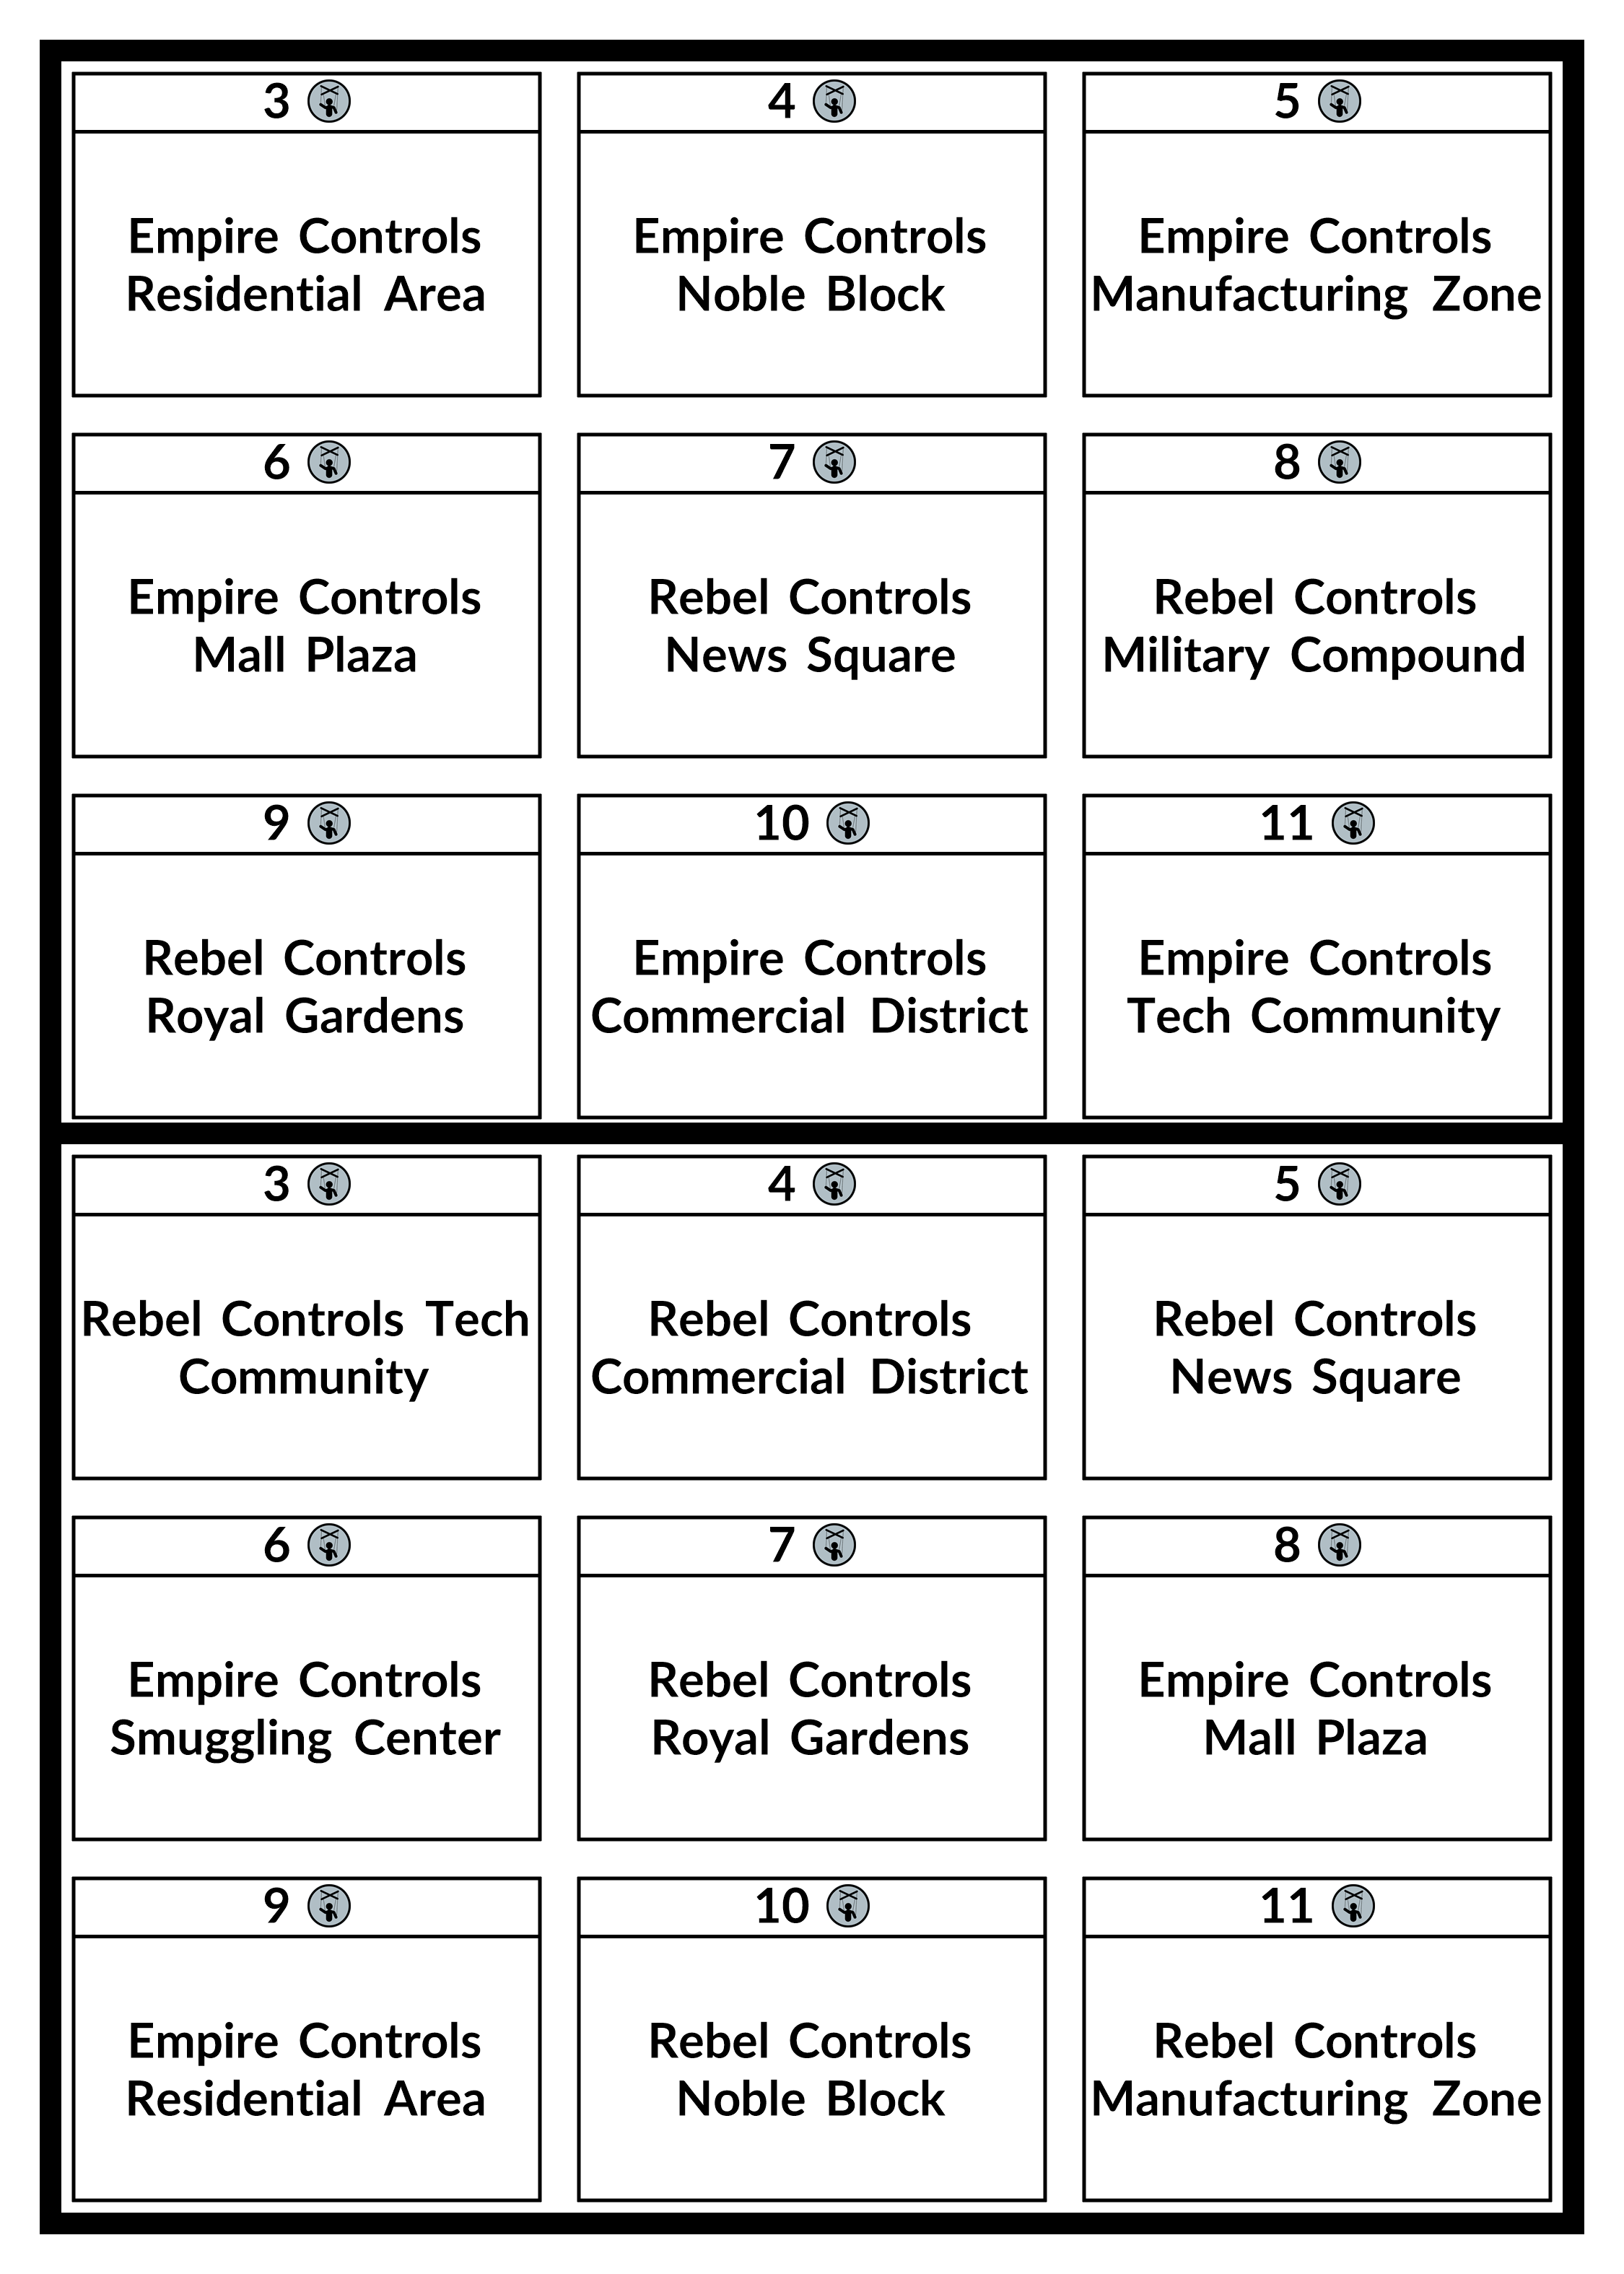 3
4
5
Empire Controls
Residential Area
Empire Controls
Noble Block
Empire Controls
Manufacturing Zone
6
7
8
Empire Controls
Mall Plaza
Rebel Controls
News Square
Rebel Controls
Military Compound
9
10
11
Rebel Controls
Royal Gardens
Empire Controls
Commercial District
Empire Controls
Tech Community
3
4
5
Rebel Controls Tech
Community
Rebel Controls
Commercial District
Rebel Controls
News Square
6
7
8
Empire Controls
Smuggling Center
Rebel Controls
Royal Gardens
Empire Controls
Mall Plaza
9
10
11
Empire Controls
Residential Area
Rebel Controls
Noble Block
Rebel Controls
Manufacturing Zone